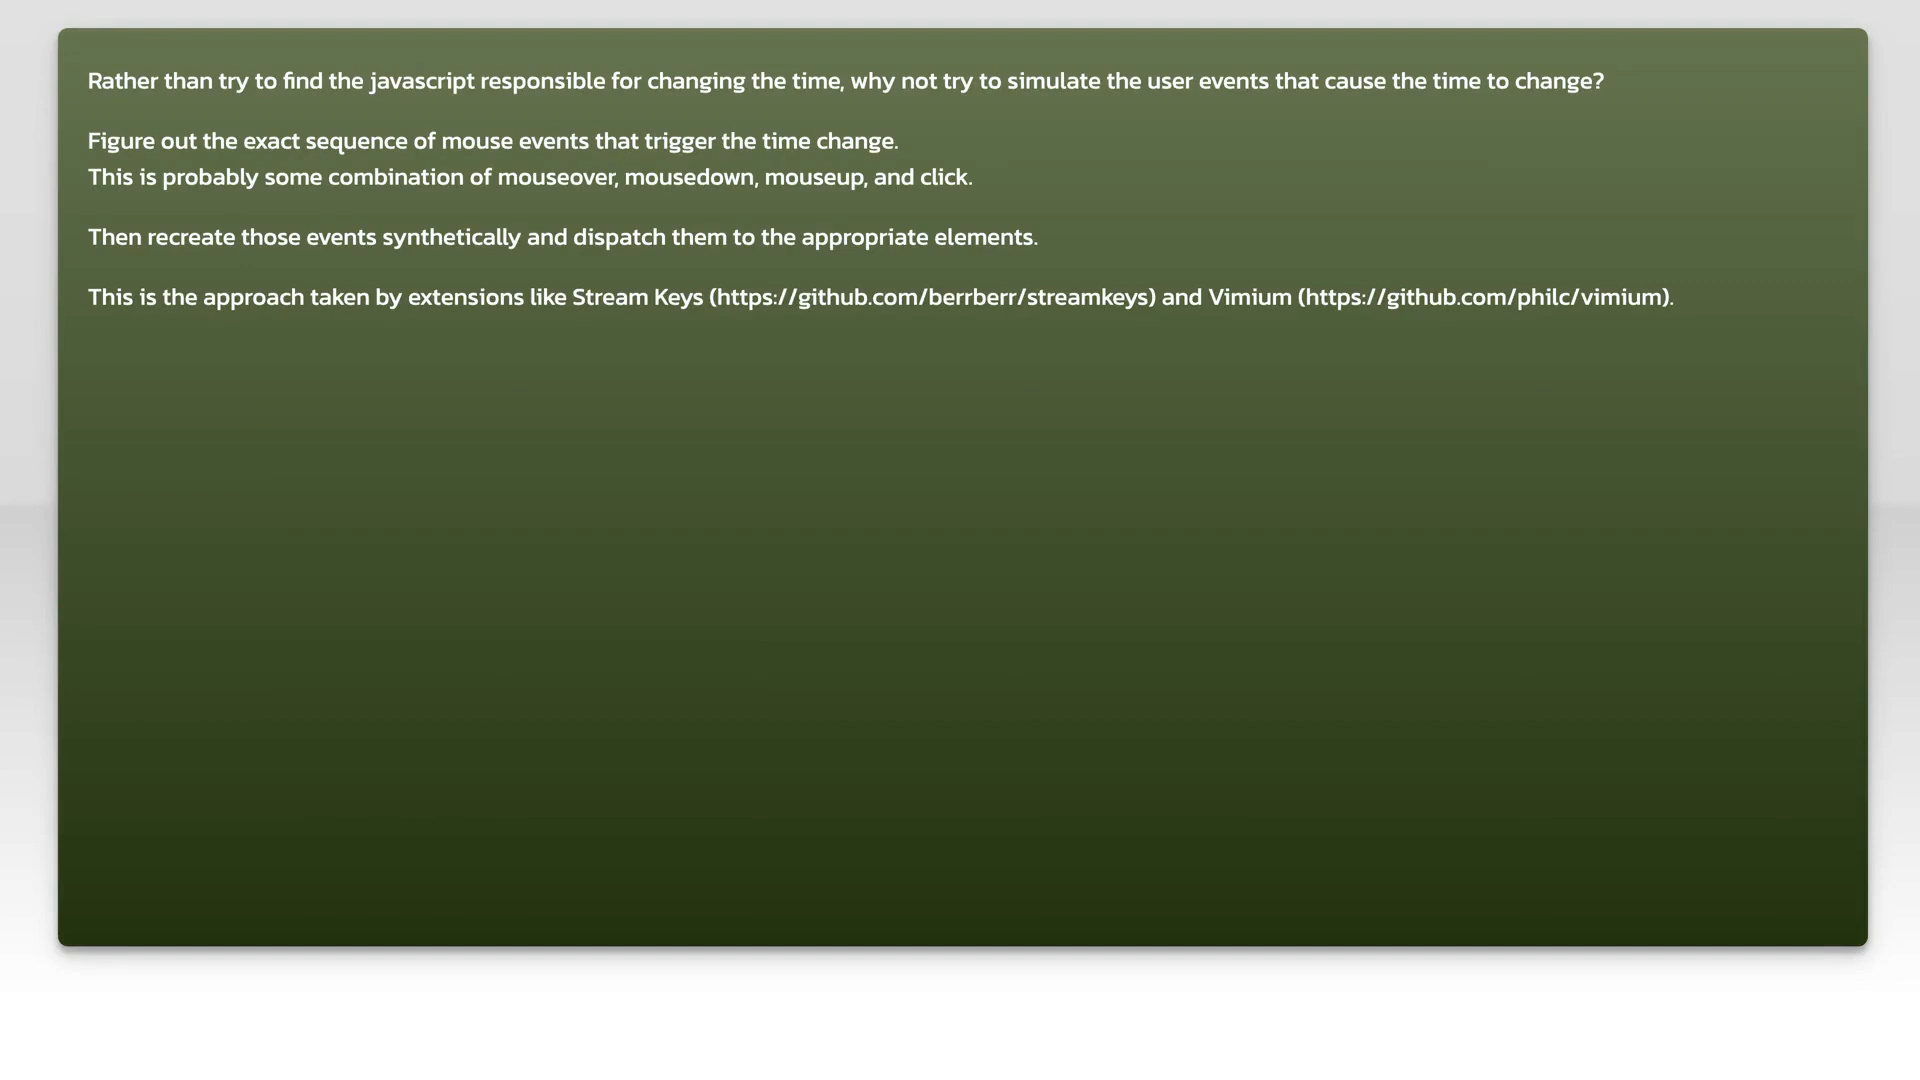 Rather than try to find the javascript responsible for changing the time, why not try to simulate the user events that cause the time to change?
Figure out the exact sequence of mouse events that trigger the time change.
This is probably some combination of mouseover, mousedown, mouseup, and click.
Then recreate those events synthetically and dispatch them to the appropriate elements.
This is the approach taken by extensions like Stream Keys (https://github.com/berrberr/streamkeys) and Vimium (https://github.com/philc/vimium).